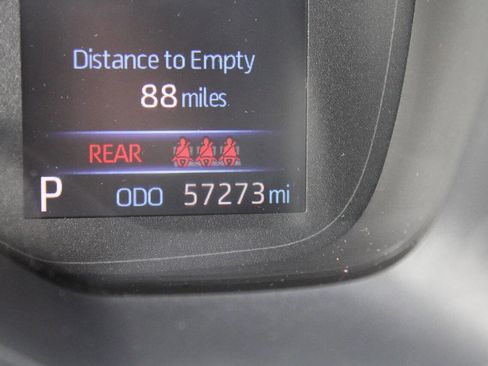 Distance to Empty
88 miles
REAR
P ODO 57273 mi